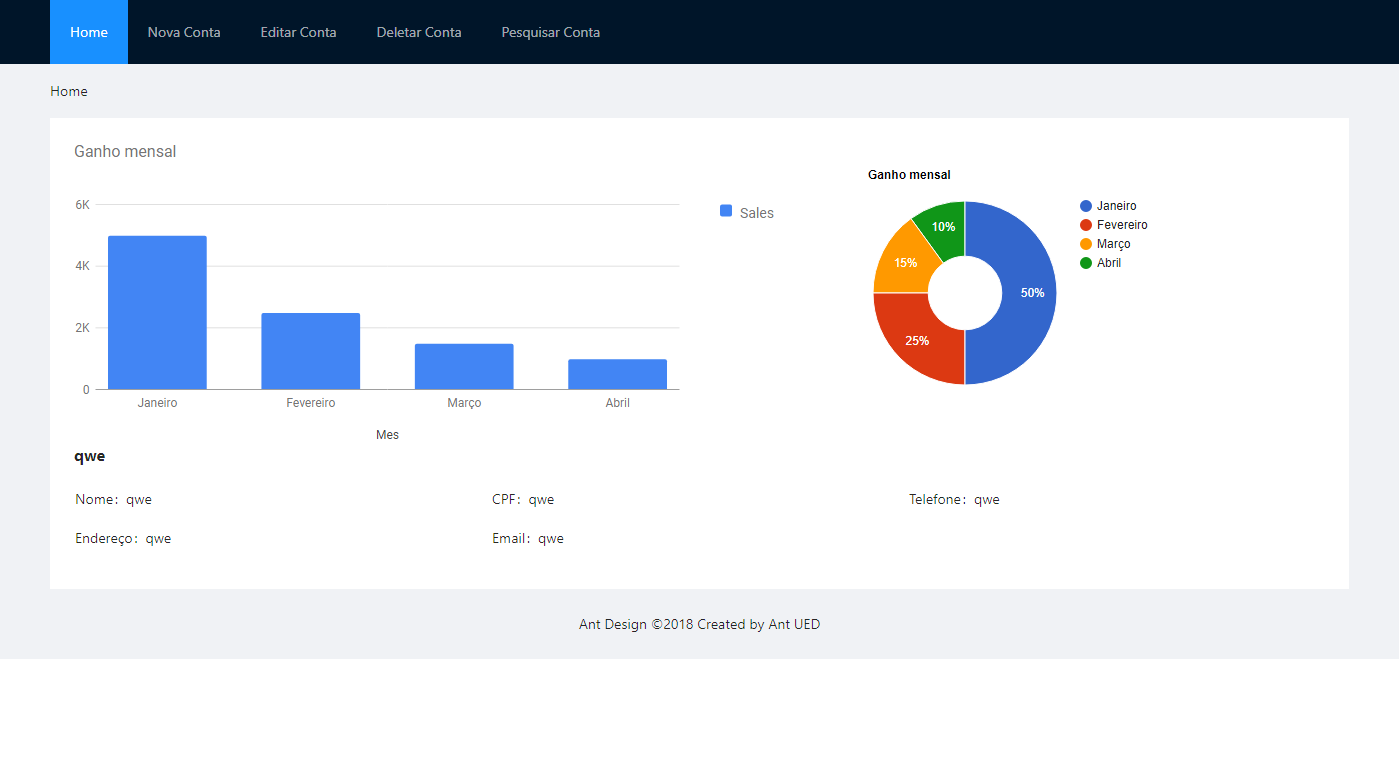 Home Nova Conta Editar Conta Deletar Conta Pesquisar Conta
Home
Ganho mensal
6K
4K
2K
0
Janeiro Fevereiro Março Abril
Mes
Sales
Ganho mensal
10%
15%
50%
25%
Janeiro
Fevereiro
Março
Abril
qwe
Nome: qwe CPF: qwe Telefone: qwe
Endereço: qwe Email: qwe
Ant Design ©2018 Created by Ant UED